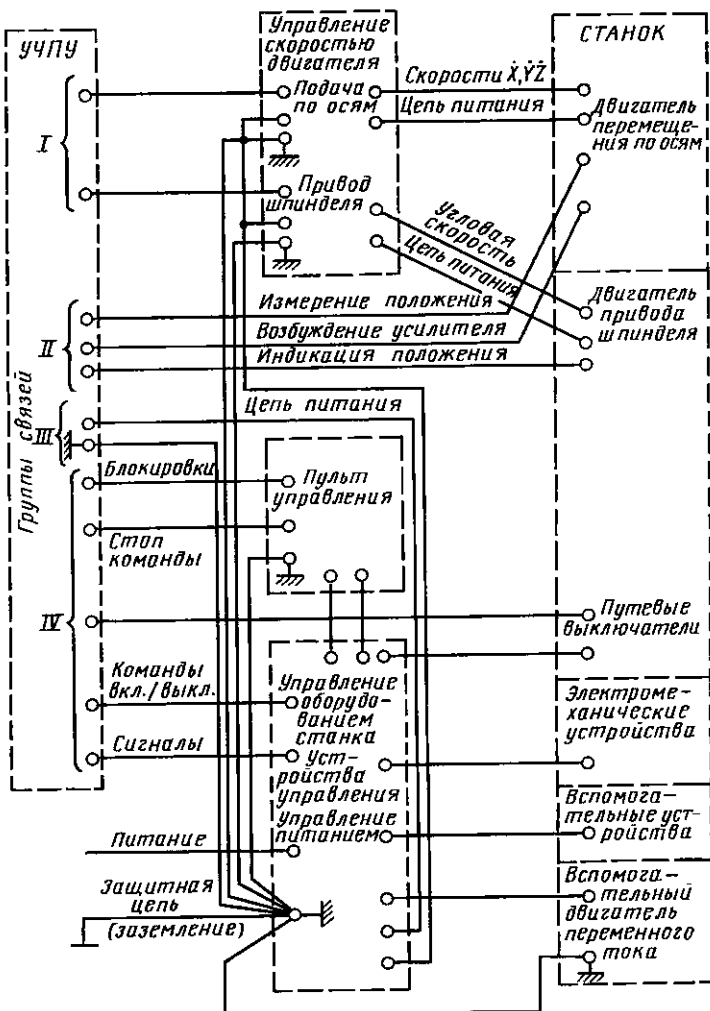 УЧПУ
Управление
скоростью
двигателя
СТАНОК
Подача
по осям
Скорости Ẋ,ẎŻ
Цепь питания
Двигатель
перемеще-
ния по осям
I
Привод
шпинделя
Угловая
скорость
Цепь питания
Измерение положения
Возбуждение усилителя
Индикация положения
Двигатель
привода
шпинделя
II
Группы связей
III
Цепь питания
Блокировки
Пульт
управления
Стоп
команды
IV
Путевые
выключатели
Команды
вкл./выкл.
Управление
оборудо-
ванием
станка
Электроме-
ханические
устройства
Сигналы
Уст-
ройства
управления
Вспомога-
тельные уст-
ройства
Питание
Управление
питанием
Защитная
цепь
(заземление)
Вспомога-
тельный
двигатель
переменного
тока